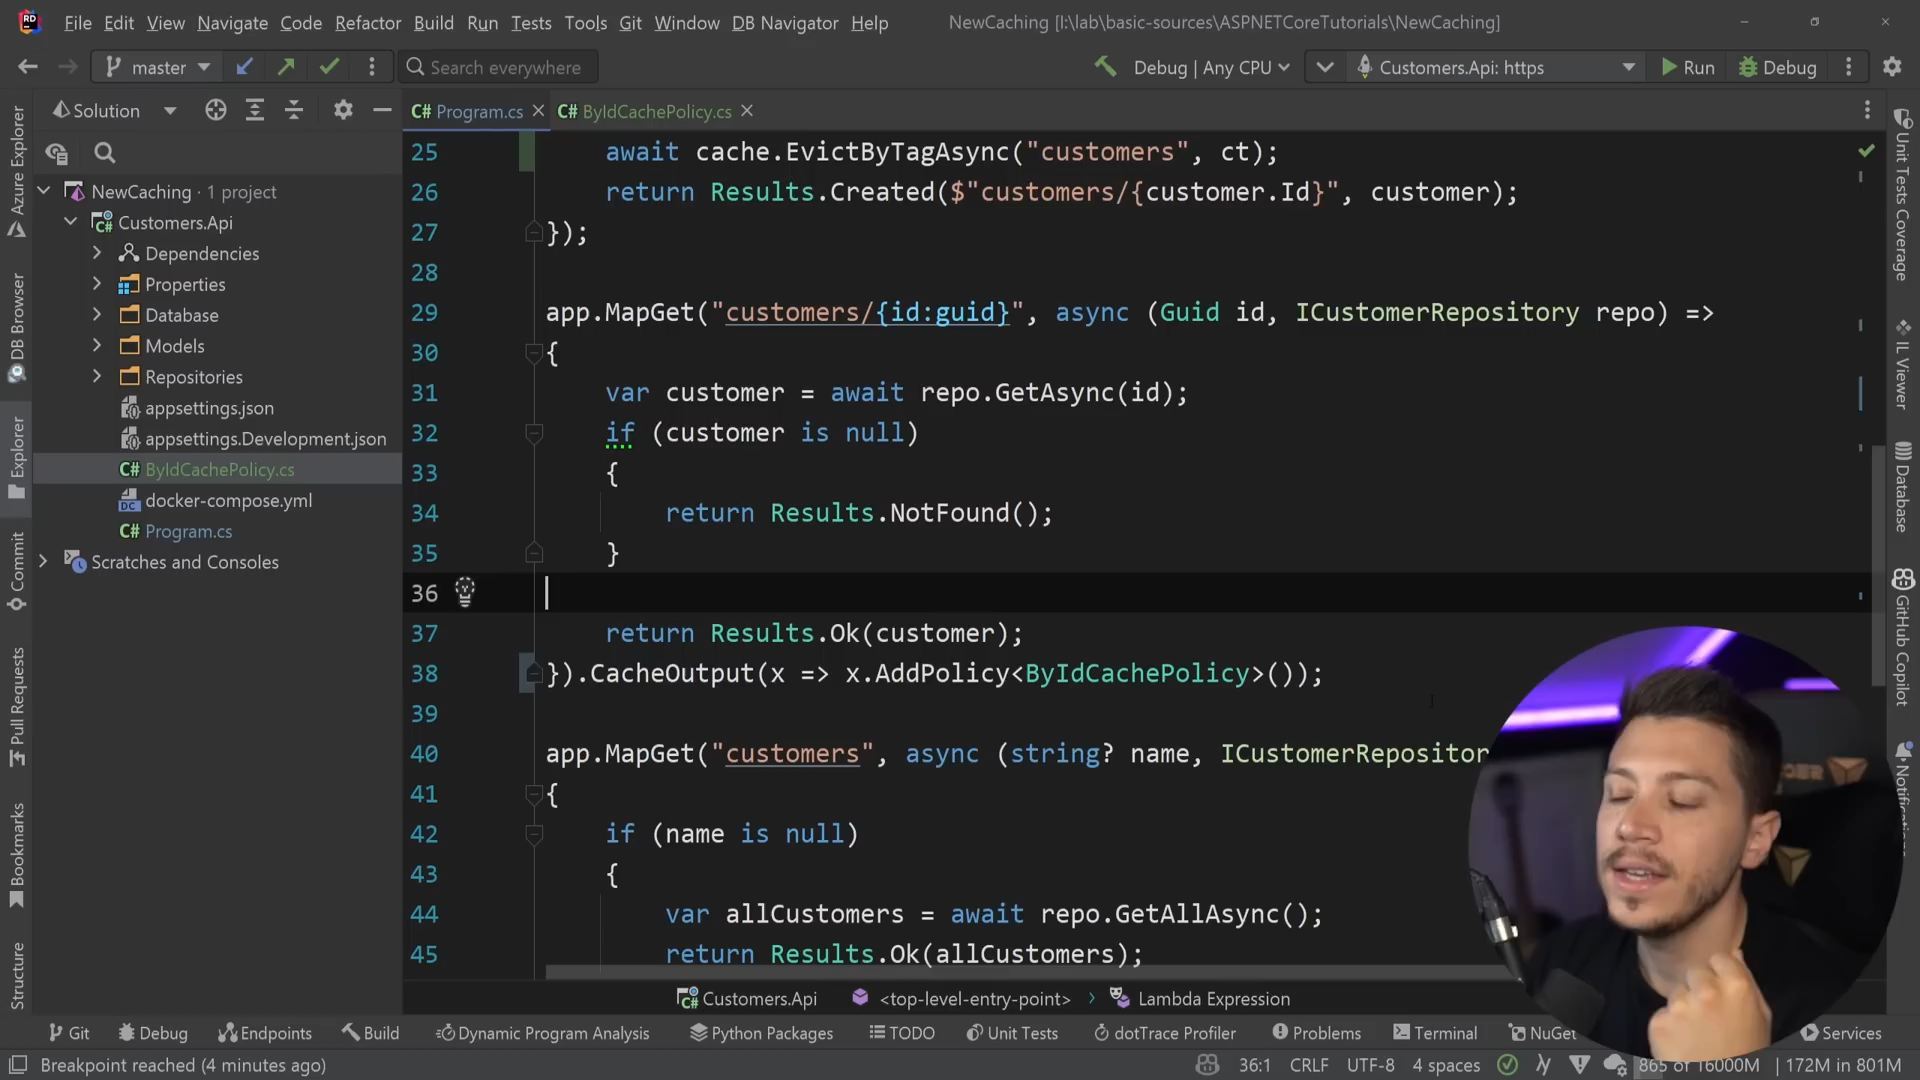 RD File Edit View Navigate Code Refactor Build Run Tests Tools Git Window DB Navigator Help NewCaching [I:\lab\basic-sources\ASPNETCoreTutorials\NewCaching]
master Search everywhere Debug | Any CPU Customers.Api: https Run Debug
Solution
C# Program.cs C# ByIdCachePolicy.cs
Azure Explorer
DB Browser
Explorer
Commit
Pull Requests
Bookmarks
Structure
NewCaching · 1 project
Customers.Api
Dependencies
Properties
Database
Models
Repositories
appsettings.json
appsettings.Development.json
C# ByIdCachePolicy.cs
DC docker-compose.yml
C# Program.cs
Scratches and Consoles
25 await cache.EvictByTagAsync("customers", ct);
26 return Results.Created($"customers/{customer.Id}", customer);
27 });
28
29 app.MapGet("customers/{id:guid}", async (Guid id, ICustomerRepository repo) =>
30 {
31 var customer = await repo.GetAsync(id);
32 if (customer is null)
33 {
34 return Results.NotFound();
35 }
36
37 return Results.Ok(customer);
38 }).CacheOutput(x => x.AddPolicy<ByIdCachePolicy>());
39
40 app.MapGet("customers", async (string? name, ICustomerRepositor
41 {
42 if (name is null)
43 {
44 var allCustomers = await repo.GetAllAsync();
45 return Results.Ok(allCustomers);
Unit Tests Coverage
IL Viewer
Database
GitHub Copilot
Notifications
Customers.Api <top-level-entry-point> Lambda Expression
Git Debug Endpoints Build Dynamic Program Analysis Python Packages TODO Unit Tests dotTrace Profiler Problems Terminal NuGet Services
Breakpoint reached (4 minutes ago) 36:1 CRLF UTF-8 4 spaces 865 of 16000M 172M in 801M